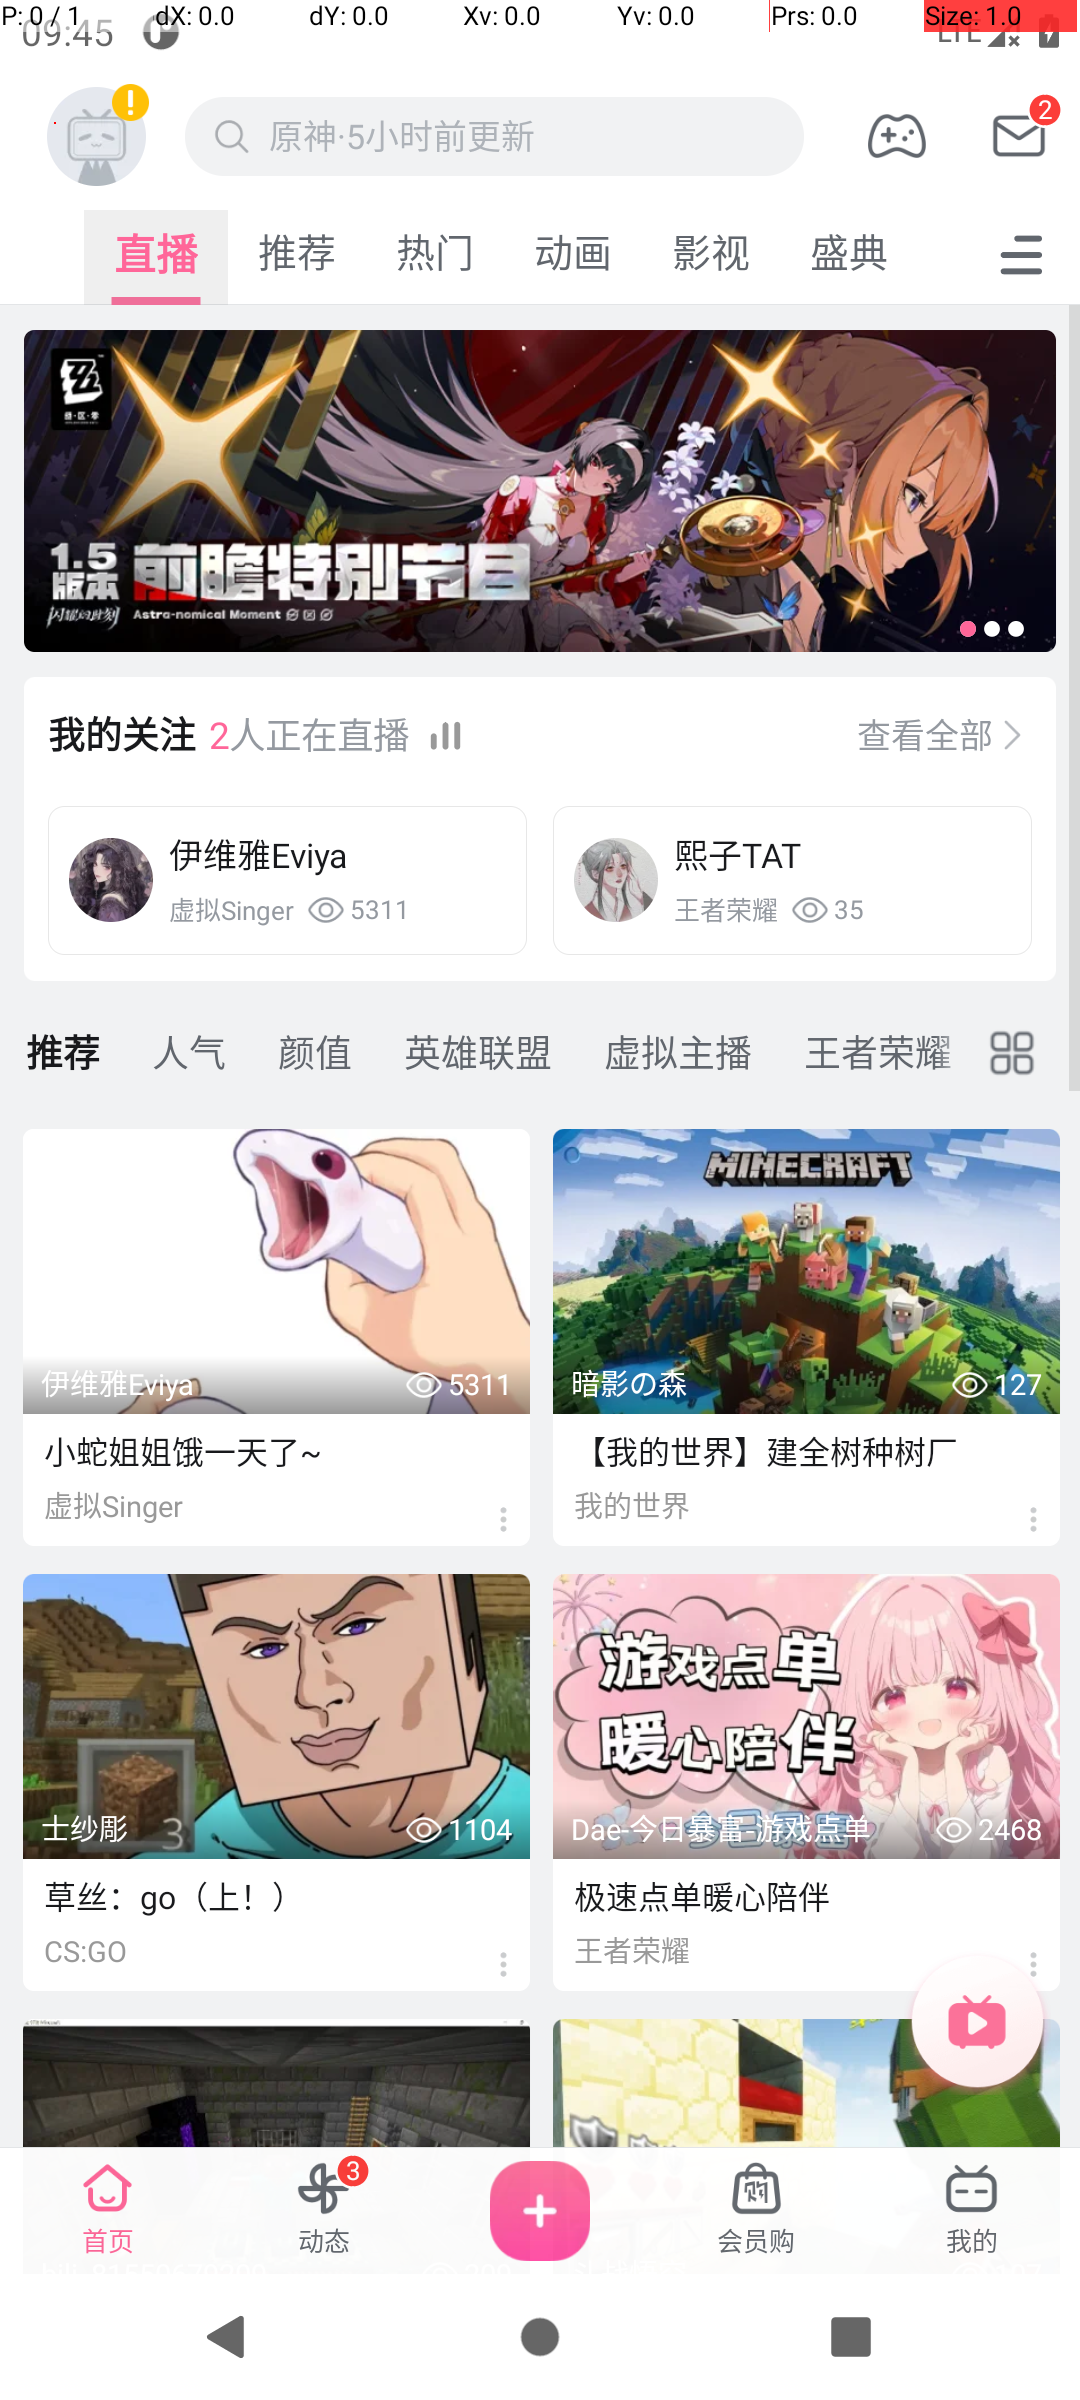 P: 0 / 1 dX: 0.0 dY: 0.0 Xv: 0.0 Yv: 0.0 Prs: 0.0 Size: 1.0
09:45 LTE
原神·5小时前更新 2
直播 推荐 热门 动画 影视 盛典
绝·区·零
1.5版本 前瞻特别节目
闪耀的时刻 Astra-nomical Moment
我的关注 2人正在直播 查看全部
伊维雅Eviya
虚拟Singer 5311
熙子TAT
王者荣耀 35
推荐 人气 颜值 英雄联盟 虚拟主播 王者荣耀
伊维雅Eviya 5311
小蛇姐姐饿一天了~
虚拟Singer
MINECRAFT
暗影の森 127
【我的世界】建全树种树厂
我的世界
3
士纱彫 1104
草丝：go（上！）
CS:GO
游戏点单
暖心陪伴
Dae-今日暴富-游戏点单 2468
极速点单暖心陪伴
王者荣耀
首页
动态 3
会员购
我的